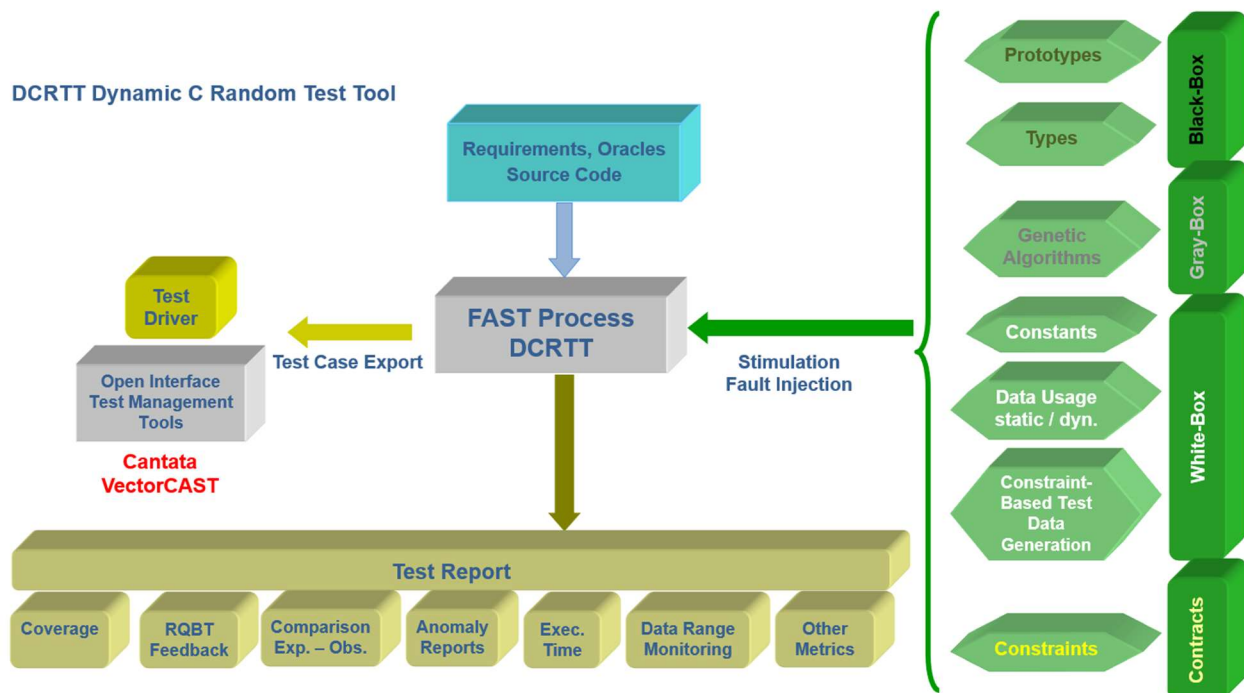 DCRTT Dynamic C Random Test Tool
Requirements, Oracles
Source Code
FAST Process
DCRTT
Test
Driver
Test Case Export
Open Interface
Test Management
Tools
Cantata
VectorCAST
Stimulation
Fault Injection
Prototypes
Types
Black-Box
Genetic
Algorithms
Gray-Box
Constants
Data Usage
static / dyn.
Constraint-
Based Test
Data
Generation
White-Box
Constraints
Contracts
Test Report
Coverage
RQBT
Feedback
Comparison
Exp. – Obs.
Anomaly
Reports
Exec.
Time
Data Range
Monitoring
Other
Metrics